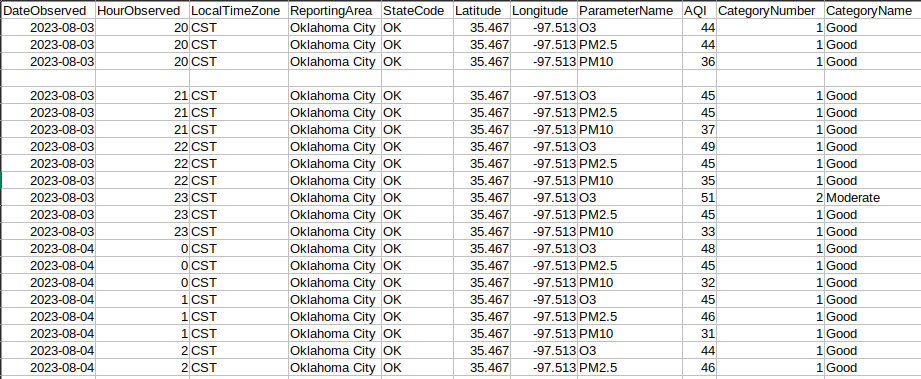 DateObserved HourObserved LocalTimeZone ReportingArea StateCode Latitude Longitude ParameterName AQI CategoryNumber CategoryName
2023-08-03 20 CST Oklahoma City OK 35.467 -97.513 O3 44 1 Good
2023-08-03 20 CST Oklahoma City OK 35.467 -97.513 PM2.5 44 1 Good
2023-08-03 20 CST Oklahoma City OK 35.467 -97.513 PM10 36 1 Good
2023-08-03 21 CST Oklahoma City OK 35.467 -97.513 O3 45 1 Good
2023-08-03 21 CST Oklahoma City OK 35.467 -97.513 PM2.5 45 1 Good
2023-08-03 21 CST Oklahoma City OK 35.467 -97.513 PM10 37 1 Good
2023-08-03 22 CST Oklahoma City OK 35.467 -97.513 O3 49 1 Good
2023-08-03 22 CST Oklahoma City OK 35.467 -97.513 PM2.5 45 1 Good
2023-08-03 22 CST Oklahoma City OK 35.467 -97.513 PM10 35 1 Good
2023-08-03 23 CST Oklahoma City OK 35.467 -97.513 O3 51 2 Moderate
2023-08-03 23 CST Oklahoma City OK 35.467 -97.513 PM2.5 45 1 Good
2023-08-03 23 CST Oklahoma City OK 35.467 -97.513 PM10 33 1 Good
2023-08-04 0 CST Oklahoma City OK 35.467 -97.513 O3 48 1 Good
2023-08-04 0 CST Oklahoma City OK 35.467 -97.513 PM2.5 45 1 Good
2023-08-04 0 CST Oklahoma City OK 35.467 -97.513 PM10 32 1 Good
2023-08-04 1 CST Oklahoma City OK 35.467 -97.513 O3 45 1 Good
2023-08-04 1 CST Oklahoma City OK 35.467 -97.513 PM2.5 46 1 Good
2023-08-04 1 CST Oklahoma City OK 35.467 -97.513 PM10 31 1 Good
2023-08-04 2 CST Oklahoma City OK 35.467 -97.513 O3 44 1 Good
2023-08-04 2 CST Oklahoma City OK 35.467 -97.513 PM2.5 46 1 Good